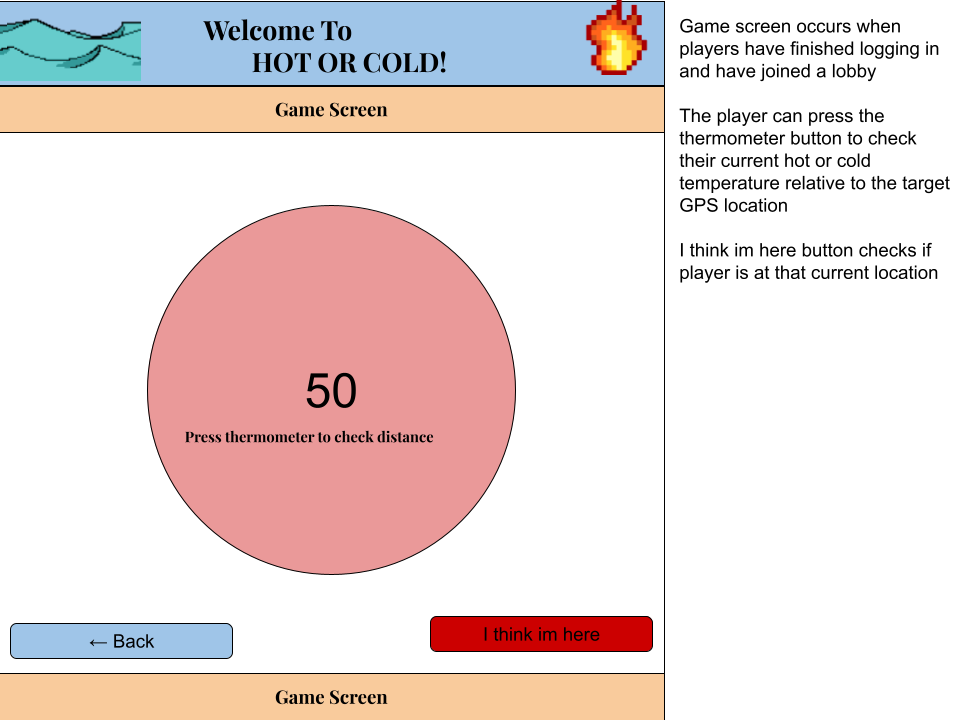 Welcome To
HOT OR COLD!
Game Screen
50
Press thermometer to check distance
← Back
I think im here
Game Screen
Game screen occurs when
players have finished logging in
and have joined a lobby
The player can press the
thermometer button to check
their current hot or cold
temperature relative to the target
GPS location
I think im here button checks if
player is at that current location